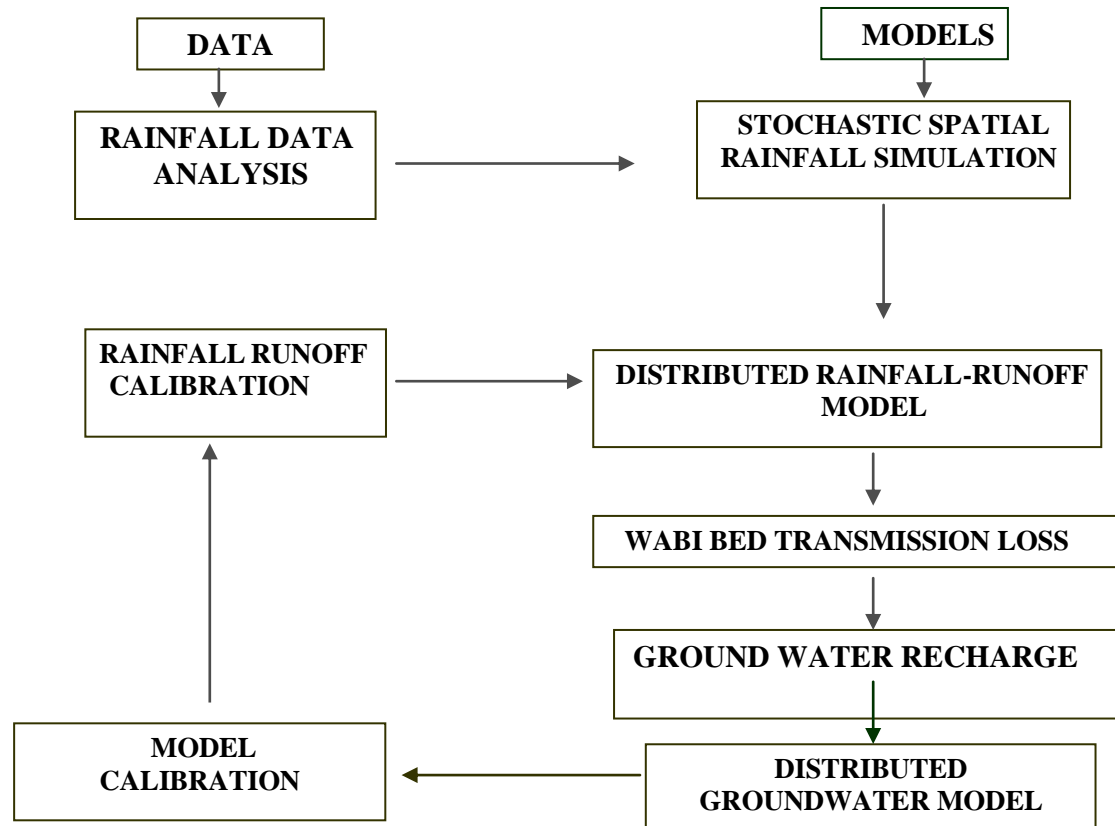 DATA
MODELS
RAINFALL DATA
ANALYSIS
STOCHASTIC SPATIAL
RAINFALL SIMULATION
RAINFALL RUNOFF
CALIBRATION
DISTRIBUTED RAINFALL-RUNOFF
MODEL
WABI BED TRANSMISSION LOSS
GROUND WATER RECHARGE
MODEL
CALIBRATION
DISTRIBUTED
GROUNDWATER MODEL